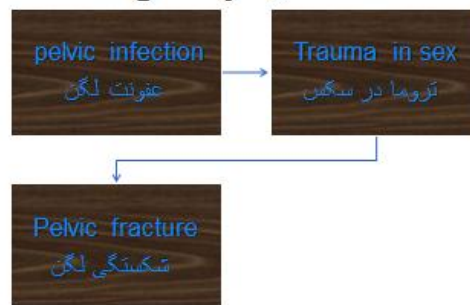 pelvic infection
عفونت لگن
Trauma in sex
تروما در سکس
Pelvic fracture
شکستگی لگن